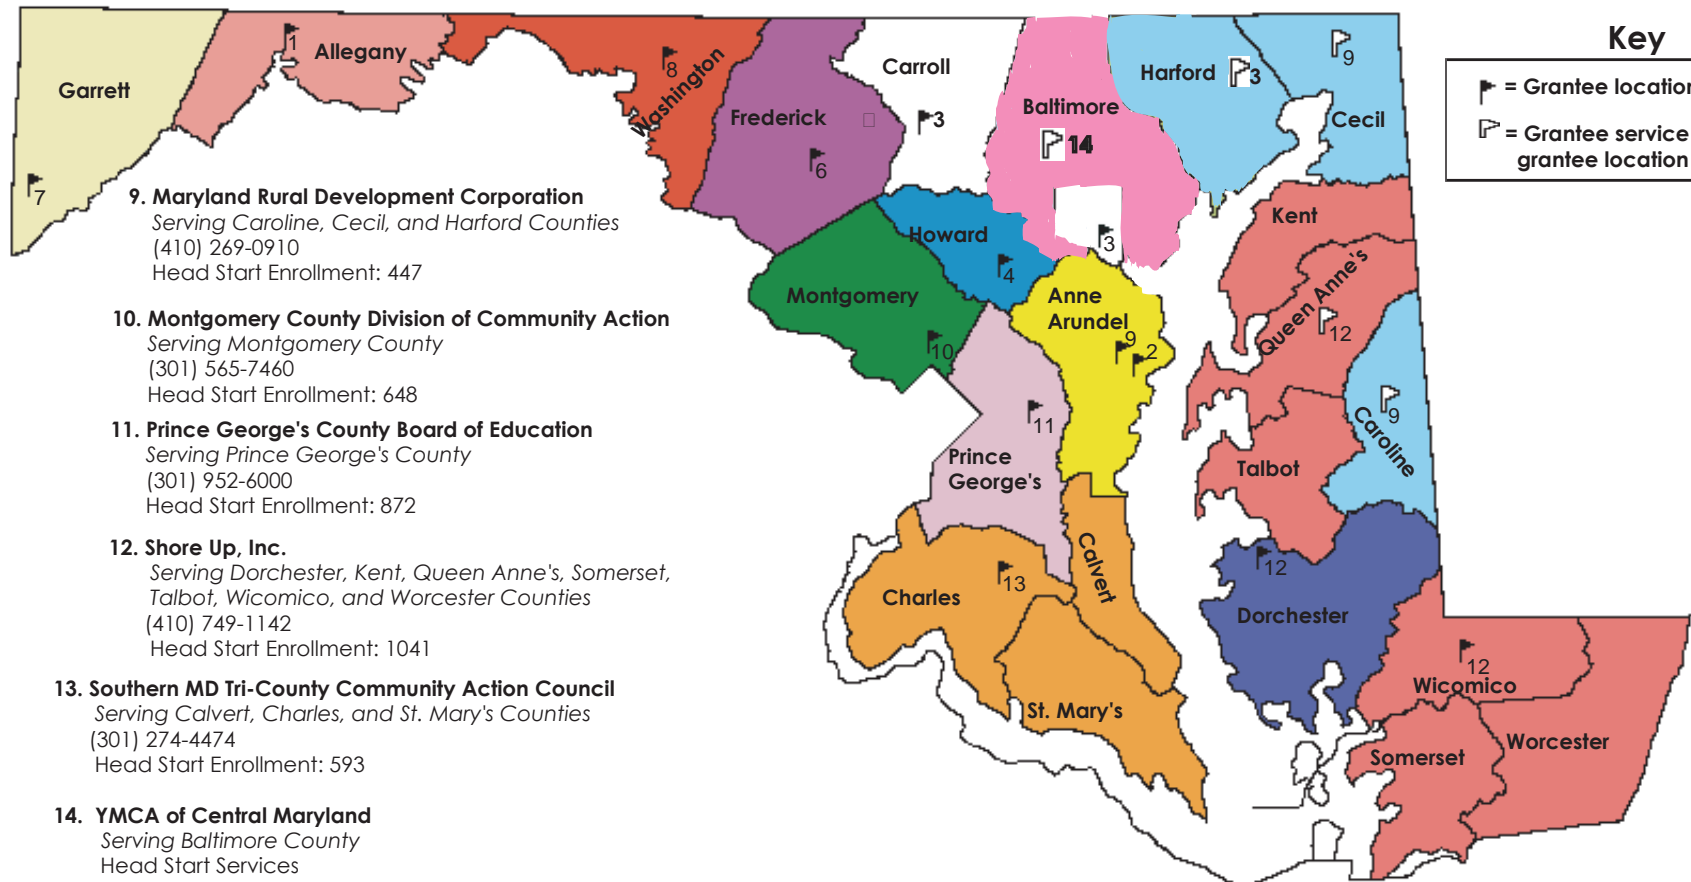 Key
= Grantee location
= Grantee service
grantee location
Garrett
7
1
Allegany
8
Washington
Frederick
6
Carroll
3
Baltimore
14
3
Harford
3
9
Cecil
Howard
4
Montgomery
10
Anne
Arundel
9
2
Prince
George's
11
Kent
Queen Anne's
12
Talbot
9
Caroline
Calvert
Charles
13
St. Mary's
12
Dorchester
12
Wicomico
Somerset
Worcester
9. Maryland Rural Development Corporation
Serving Caroline, Cecil, and Harford Counties
(410) 269-0910
Head Start Enrollment: 447
10. Montgomery County Division of Community Action
Serving Montgomery County
(301) 565-7460
Head Start Enrollment: 648
11. Prince George's County Board of Education
Serving Prince George's County
(301) 952-6000
Head Start Enrollment: 872
12. Shore Up, Inc.
Serving Dorchester, Kent, Queen Anne's, Somerset,
Talbot, Wicomico, and Worcester Counties
(410) 749-1142
Head Start Enrollment: 1041
13. Southern MD Tri-County Community Action Council
Serving Calvert, Charles, and St. Mary's Counties
(301) 274-4474
Head Start Enrollment: 593
14. YMCA of Central Maryland
Serving Baltimore County
Head Start Services